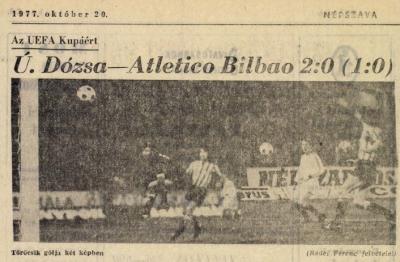 1977. október 20.
NÉPSZAVA
Az UEFA Kupáért
Ú. Dózsa—Atletico Bilbao 2:0 (1:0)
Törőcsik gólja két képben
(Rede Ferenc felvételei)